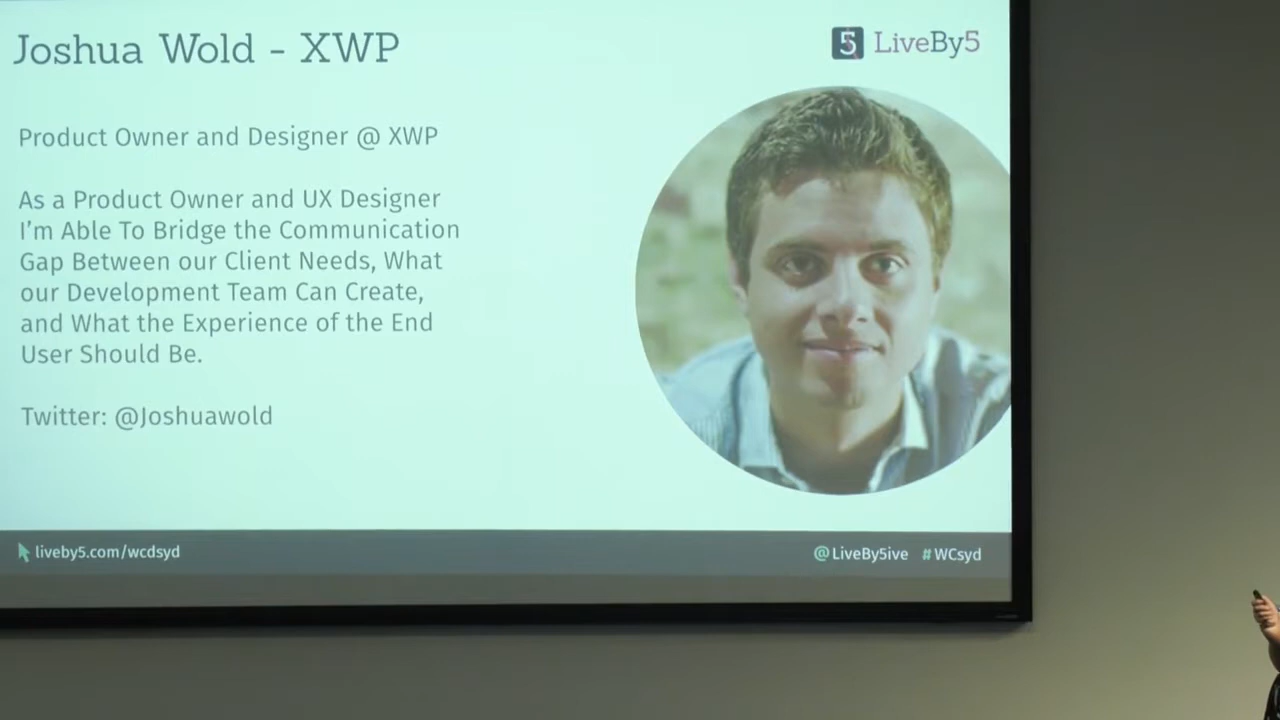 Joshua Wold - XWP
5 LiveBy5
Product Owner and Designer @ XWP
As a Product Owner and UX Designer
I'm Able To Bridge the Communication
Gap Between our Client Needs, What
our Development Team Can Create,
and What the Experience of the End
User Should Be.
Twitter: @Joshuawold
liveby5.com/wcdsyd
@LiveBy5ive #WCsyd